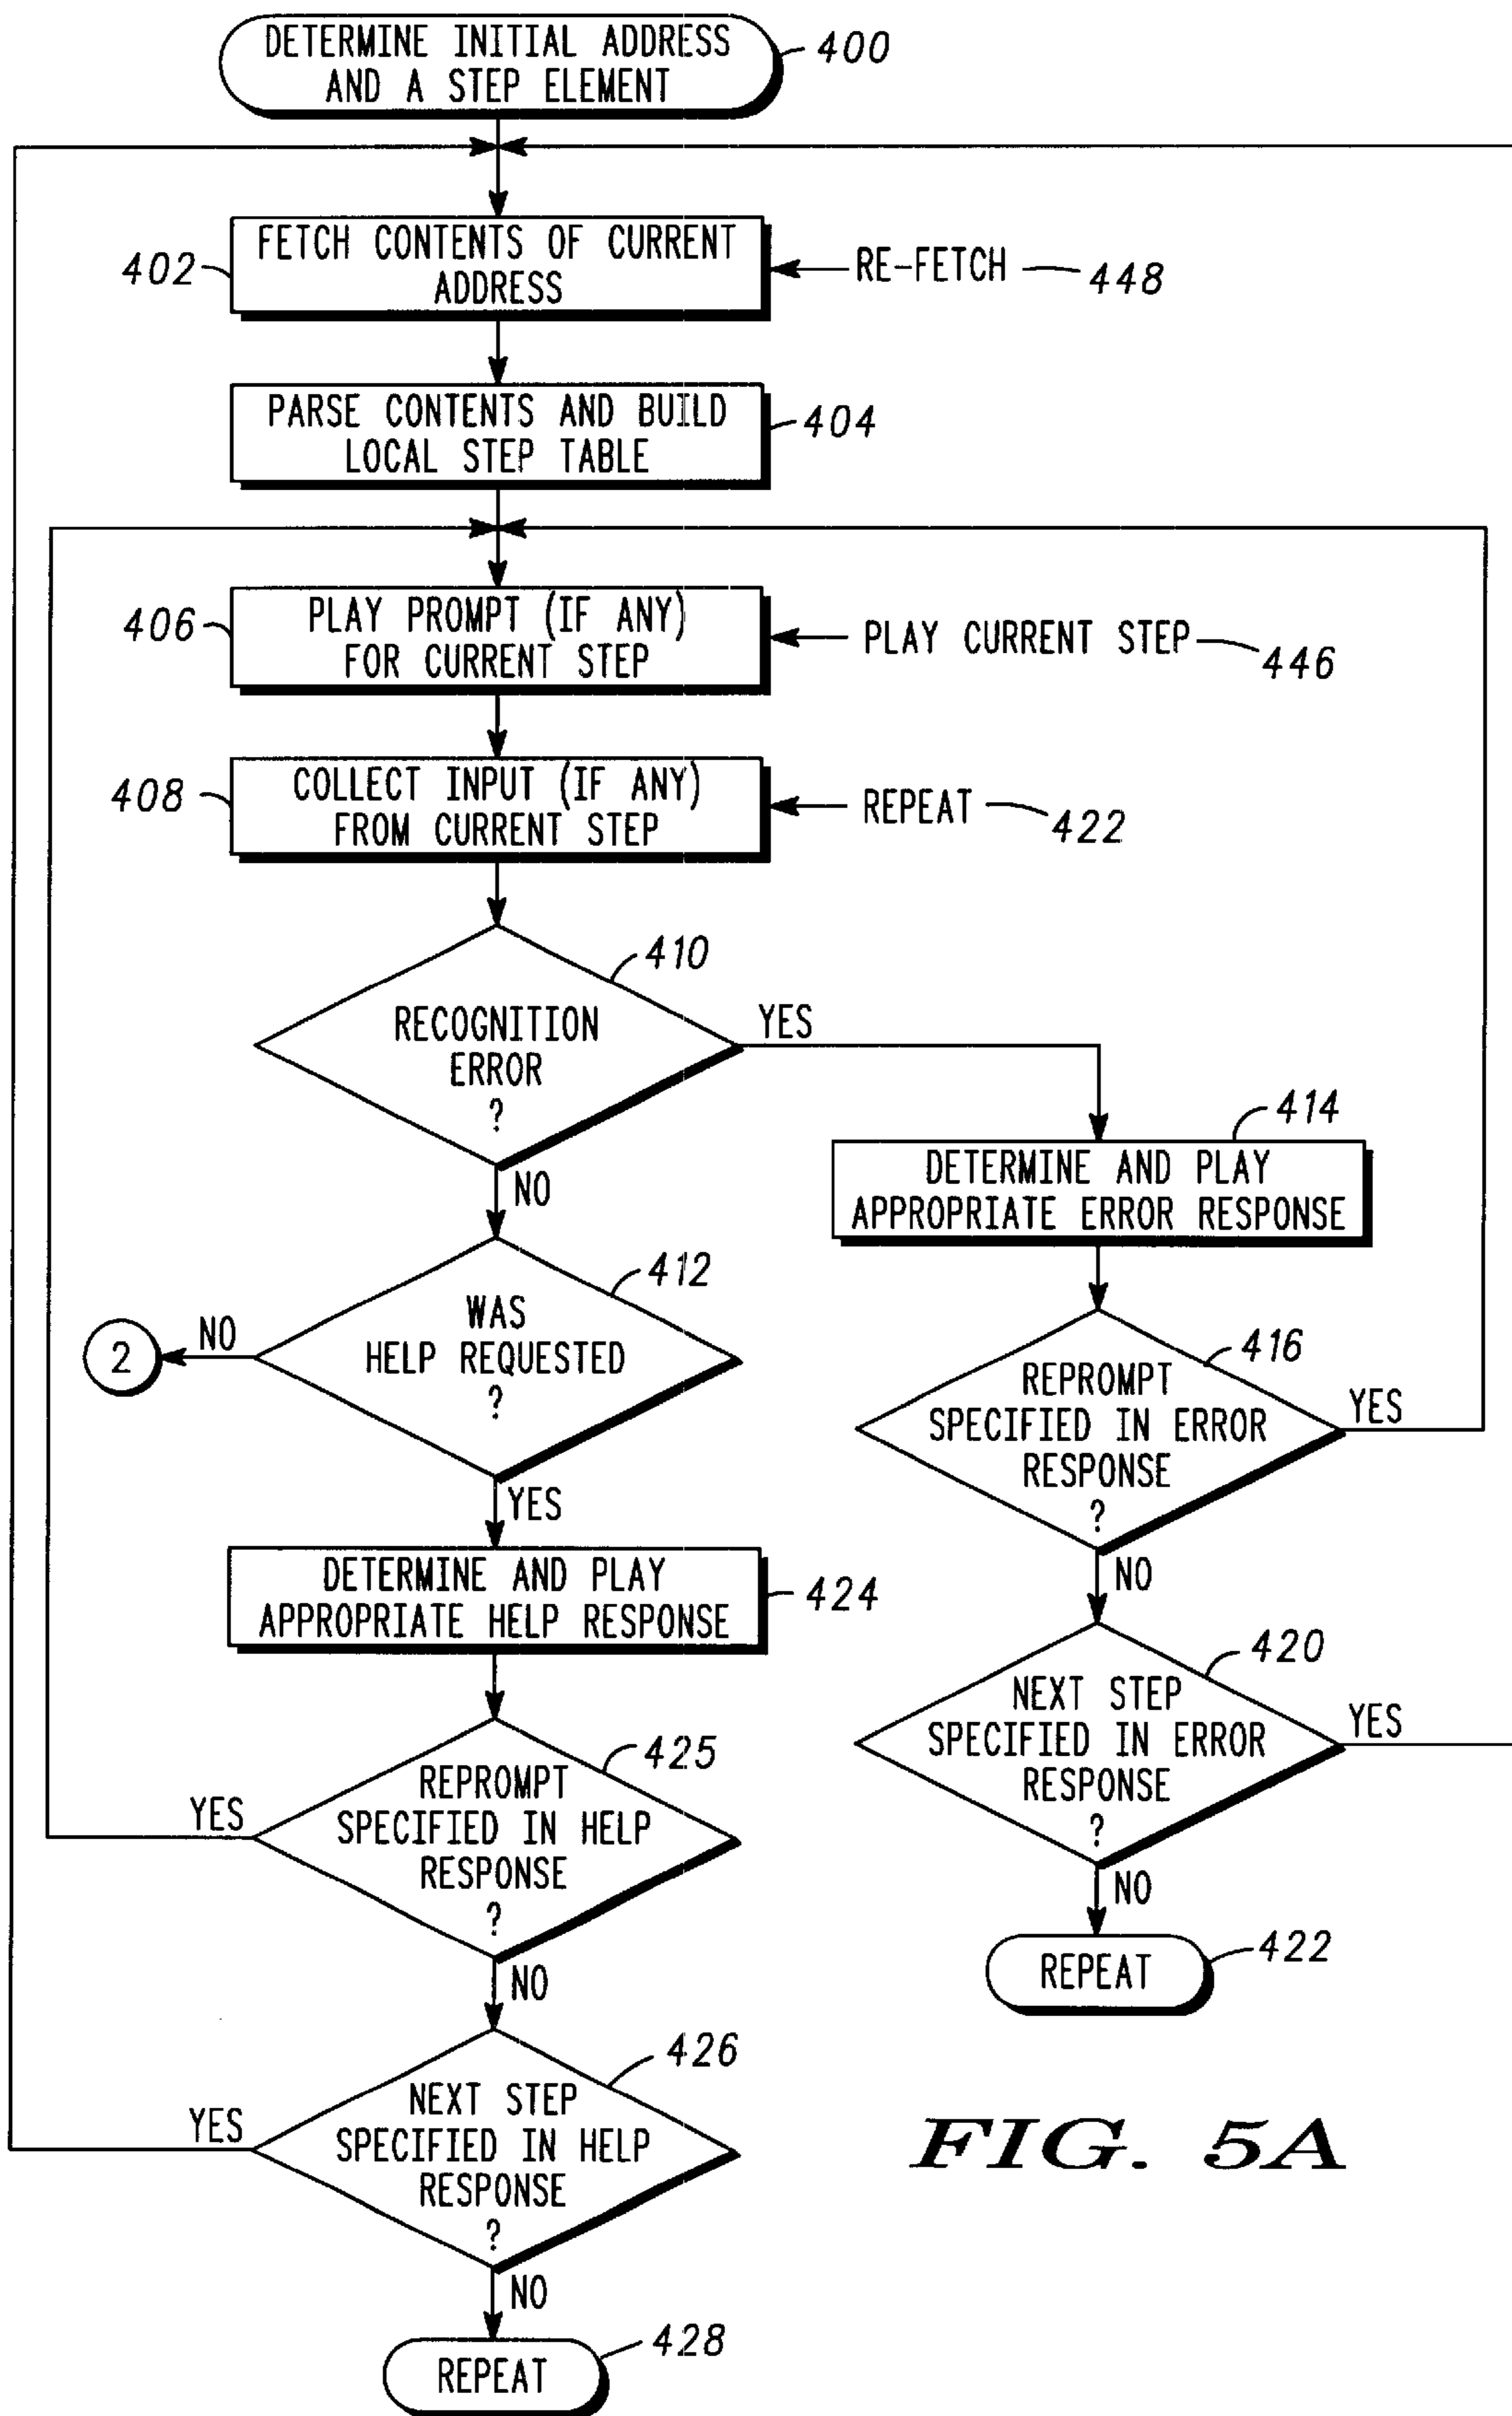 DETERMINE INITIAL ADDRESS
AND A STEP ELEMENT
400
FETCH CONTENTS OF CURRENT
ADDRESS
402
RE-FETCH
448
PARSE CONTENTS AND BUILD
LOCAL STEP TABLE
404
PLAY PROMPT (IF ANY)
FOR CURRENT STEP
406
PLAY CURRENT STEP
446
COLLECT INPUT (IF ANY)
FROM CURRENT STEP
408
REPEAT
422
410
RECOGNITION
ERROR
?
YES
NO
414
DETERMINE AND PLAY
APPROPRIATE ERROR RESPONSE
412
WAS
HELP REQUESTED
?
NO
2
YES
416
REPROMPT
SPECIFIED IN ERROR
RESPONSE
?
YES
NO
DETERMINE AND PLAY
APPROPRIATE HELP RESPONSE
424
420
NEXT STEP
SPECIFIED IN ERROR
RESPONSE
?
YES
NO
425
REPROMPT
SPECIFIED IN HELP
RESPONSE
?
YES
NO
REPEAT
422
426
NEXT STEP
SPECIFIED IN HELP
RESPONSE
?
YES
NO
REPEAT
428
FIG. 5A